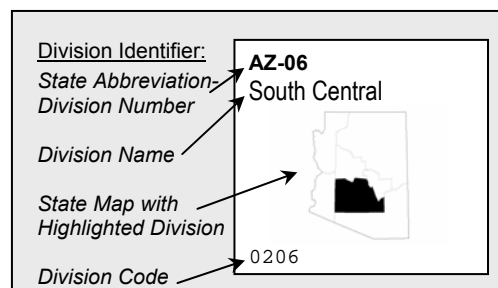 Division Identifier:
State Abbreviation-
Division Number
Division Name
State Map with
Highlighted Division
Division Code
AZ-06
South Central
0206